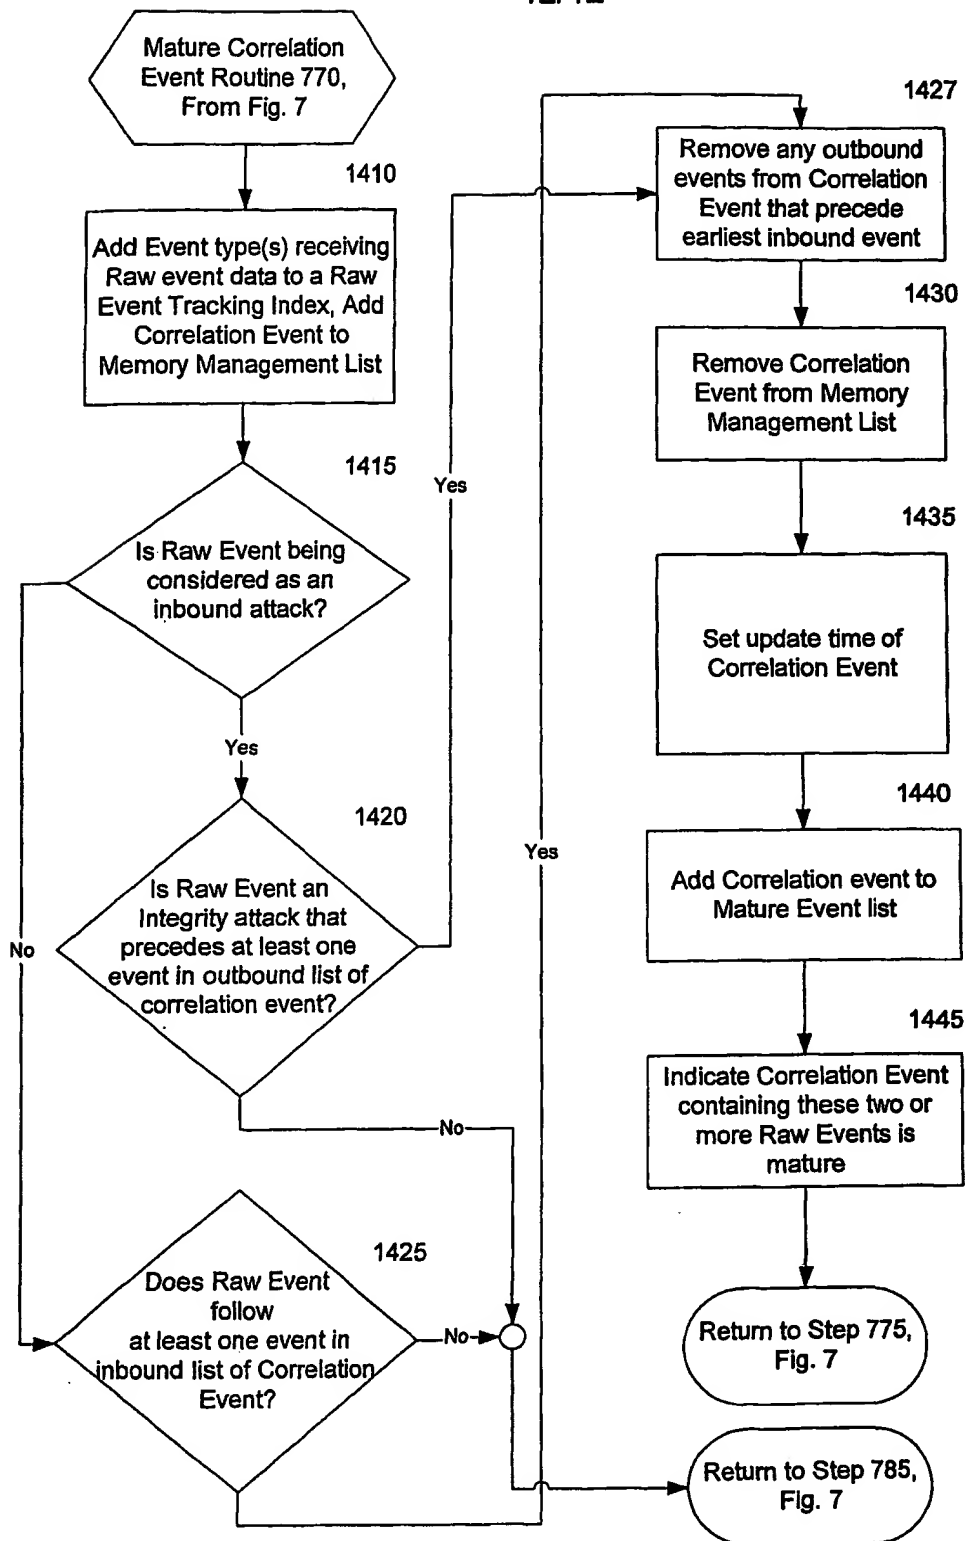 Mature Correlation
Event Routine 770,
From Fig. 7
1410
Add Event type(s) receiving
Raw event data to a Raw
Event Tracking Index, Add
Correlation Event to
Memory Management List
1415
Is Raw Event being
considered as an
inbound attack?
Yes
No
1420
Is Raw Event an
Integrity attack that
precedes at least one
event in outbound list of
correlation event?
Yes
No
1425
Does Raw Event
follow
at least one event in
inbound list of Correlation
Event?
No
Yes
1427
Remove any outbound
events from Correlation
Event that precede
earliest inbound event
1430
Remove Correlation
Event from Memory
Management List
1435
Set update time of
Correlation Event
1440
Add Correlation event to
Mature Event list
1445
Indicate Correlation Event
containing these two or
more Raw Events is
mature
Return to Step 775,
Fig. 7
Return to Step 785,
Fig. 7